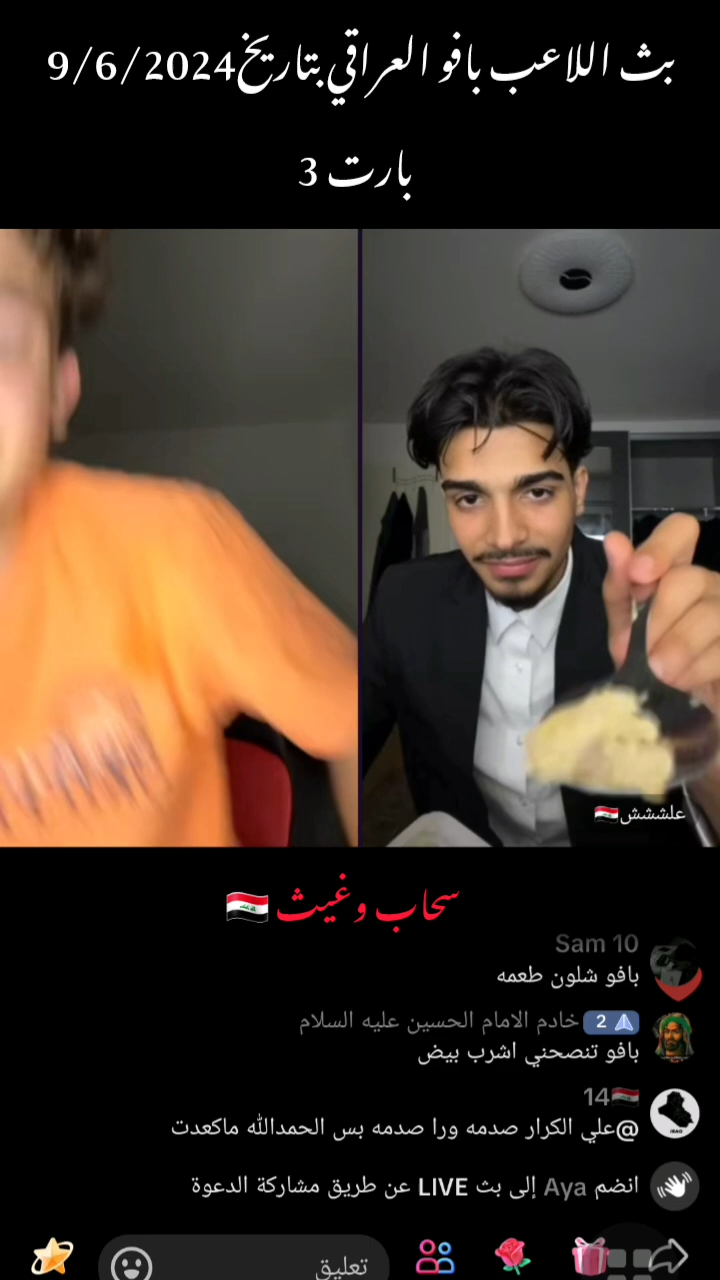 بث اللاعب بافو العراقي بتاريخ 9/6/2024
بارت 3
علششش🇮🇶
سحاب وغيث 🇮🇶
Sam 10
بافو شلون طعمه
2 خادم الامام الحسين عليه السلام
بافو تنصحني اشرب بيض
🇮🇶14
@علي الكرار صدمه ورا صدمه بس الحمدالله ماكعدت
انضم Aya إلى بث LIVE عن طريق مشاركة الدعوة
تعليق